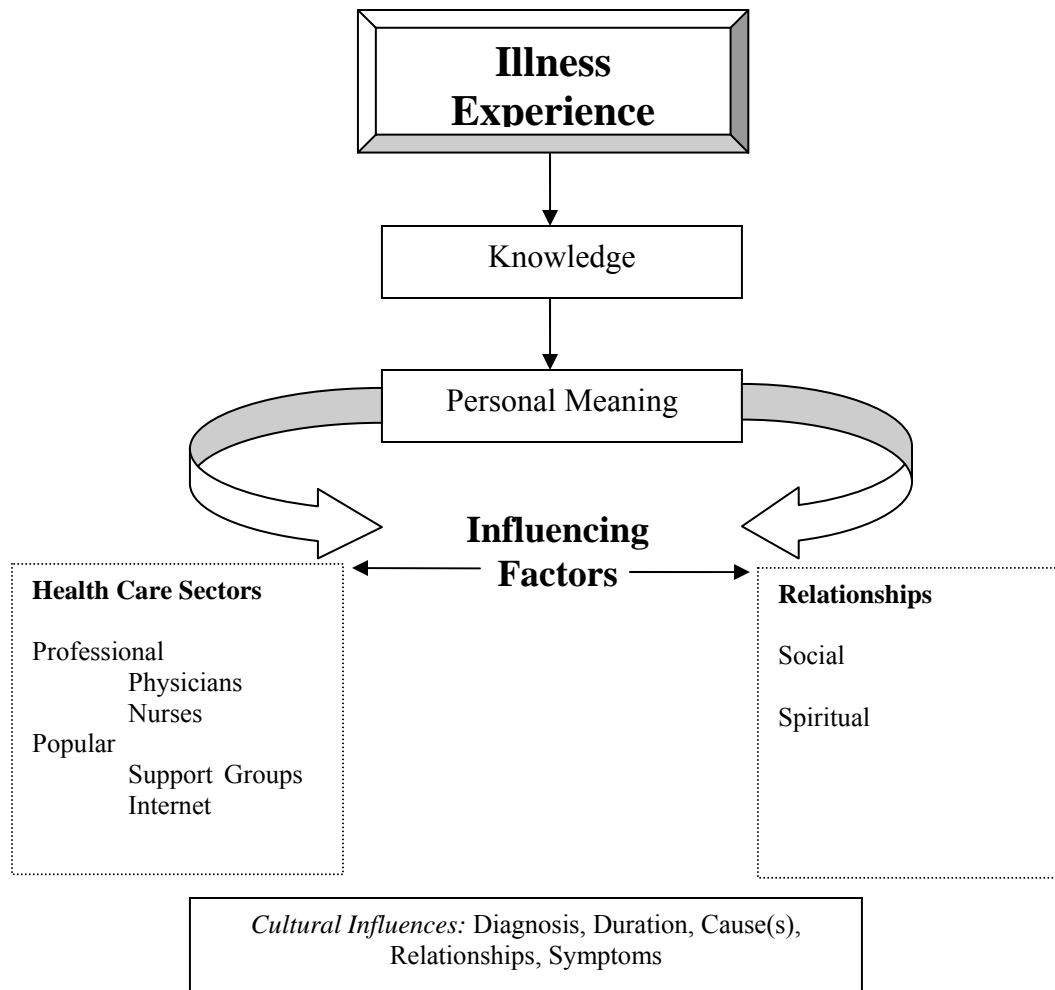 Illness
Experience
Knowledge
Personal Meaning
Influencing
Factors
Health Care Sectors
Professional
Physicians
Nurses
Popular
Support Groups
Internet
Relationships
Social
Spiritual
Cultural Influences: Diagnosis, Duration, Cause(s),
Relationships, Symptoms